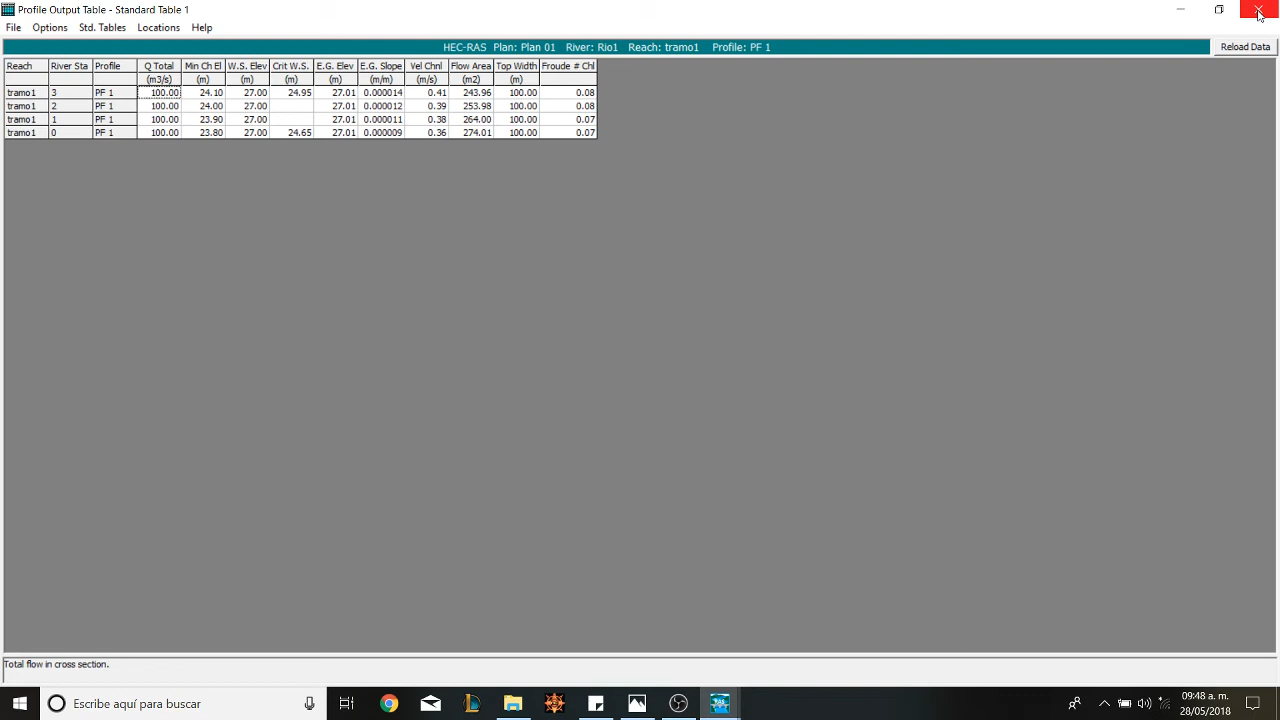 Profile Output Table - Standard Table 1
File Options Std. Tables Locations Help
HEC-RAS Plan: Plan 01 River: Rio1 Reach: tramo1 Profile: PF 1
Reload Data
Reach River Sta Profile Q Total Min Ch El W.S. Elev Crit W.S. E.G. Elev E.G. Slope Vel Chnl Flow Area Top Width Froude # Chl
(m3/s) (m) (m) (m) (m) (m/m) (m/s) (m2) (m)
tramo1 3 PF 1 100.00 24.10 27.00 24.95 27.01 0.000014 0.41 243.96 100.00 0.08
tramo1 2 PF 1 100.00 24.00 27.00 27.01 0.000012 0.39 253.98 100.00 0.08
tramo1 1 PF 1 100.00 23.90 27.00 27.01 0.000011 0.38 264.00 100.00 0.07
tramo1 0 PF 1 100.00 23.80 27.00 24.65 27.01 0.000009 0.36 274.01 100.00 0.07
Total flow in cross section.
Escribe aquí para buscar
09:48 a. m.
28/05/2018